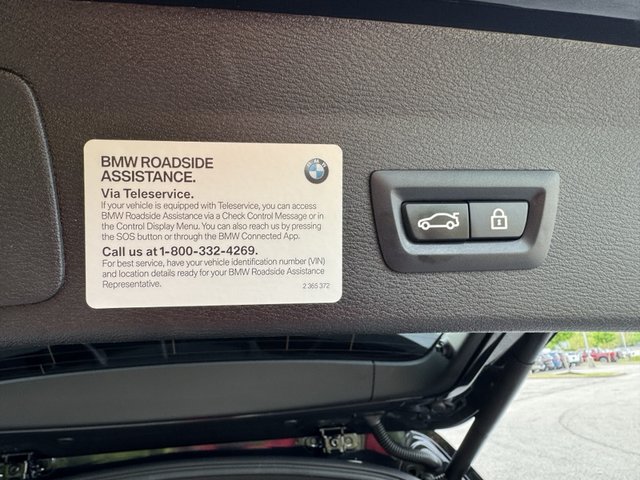 BMW ROADSIDE
ASSISTANCE.
Via Teleservice.
If your vehicle is equipped with Teleservice, you can access
BMW Roadside Assistance via a Check Control Message or in
the Control Display Menu. You can also reach us by pressing
the SOS button or through the BMW Connected App.
Call us at 1-800-332-4269.
For best service, have your vehicle identification number (VIN)
and location details ready for your BMW Roadside Assistance
Representative.
2 365 372